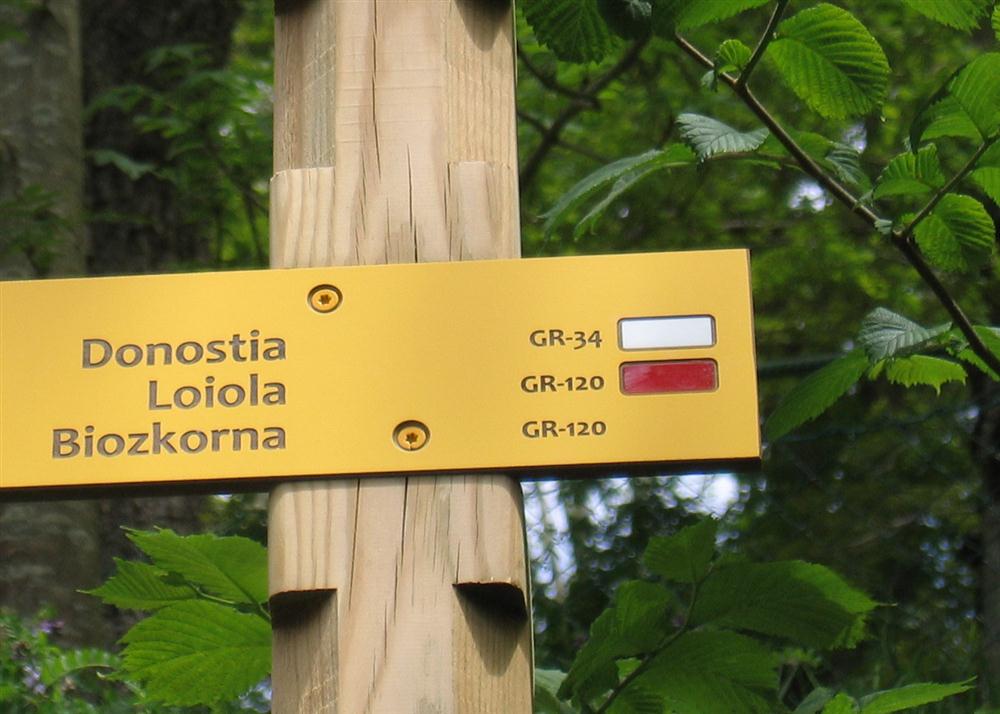 Donostia GR-34
Loiola GR-120
Biozkorna GR-120